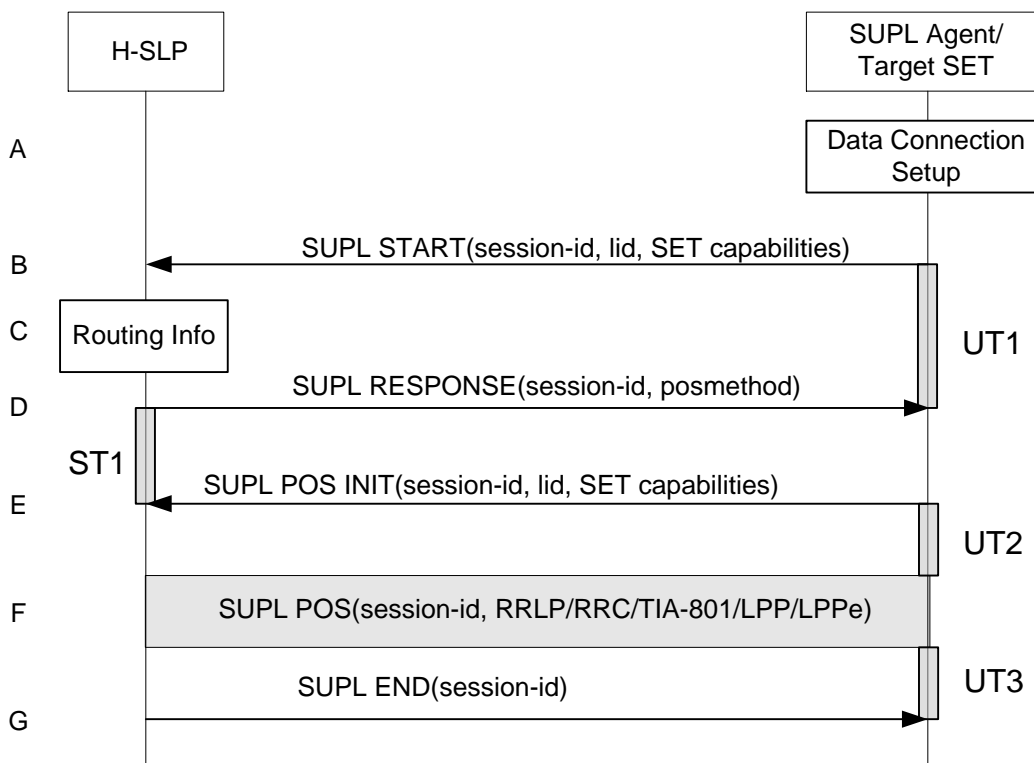 H-SLP
SUPL Agent/
Target SET
A
Data Connection
Setup
SUPL START(session-id, lid, SET capabilities)
B
C
Routing Info
UT1
SUPL RESPONSE(session-id, posmethod)
D
ST1
SUPL POS INIT(session-id, lid, SET capabilities)
E
UT2
F
SUPL POS(session-id, RRLP/RRC/TIA-801/LPP/LPPe)
SUPL END(session-id)
UT3
G